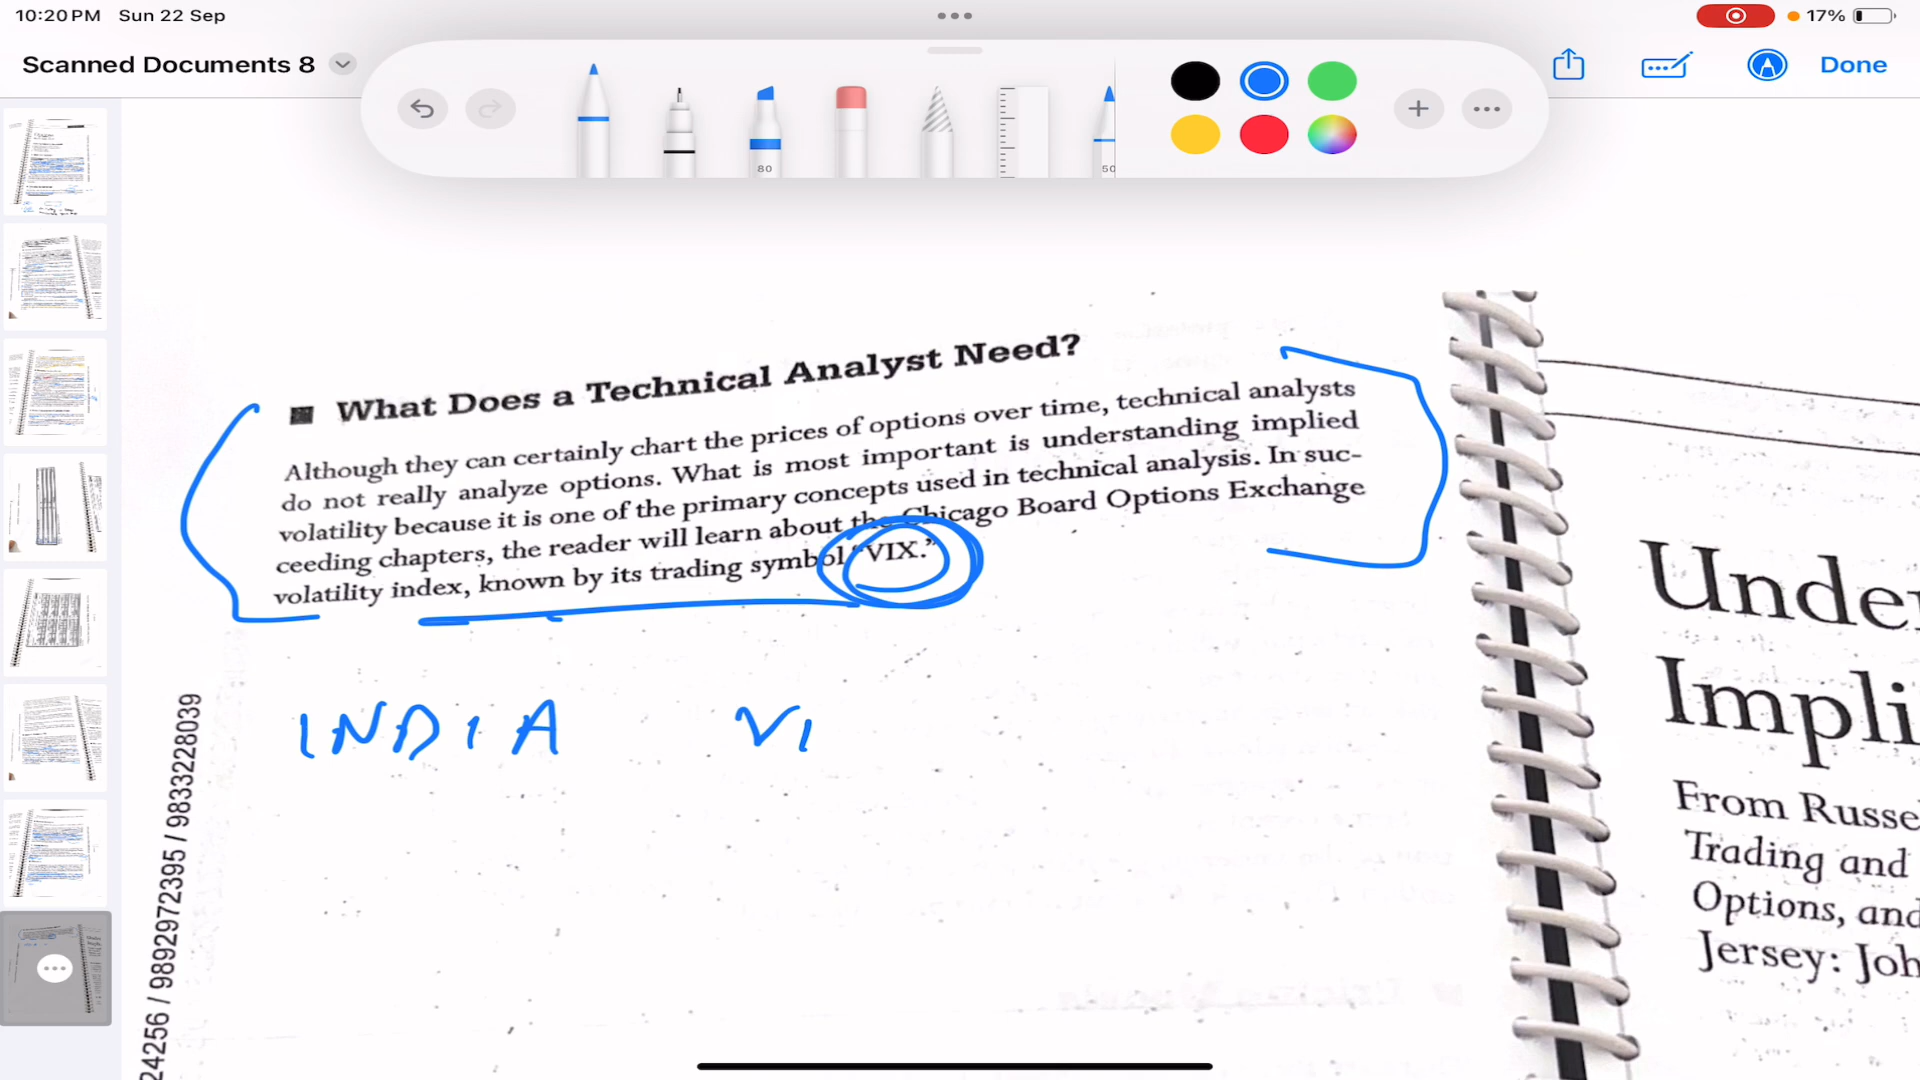 10:20 PM Sun 22 Sep
17%
Scanned Documents 8
Done
80
50
What Does a Technical Analyst Need?
Although they can certainly chart the prices of options over time, technical analysts
do not really analyze options. What is most important is understanding implied
volatility because it is one of the primary concepts used in technical analysis. In suc-
ceeding chapters, the reader will learn about the Chicago Board Options Exchange
volatility index, known by its trading symbol "VIX."
INDIA VI
24256 / 9892972395 / 9833228039
Under
Impli
From Russe
Trading and
Options, and
Jersey: Joh